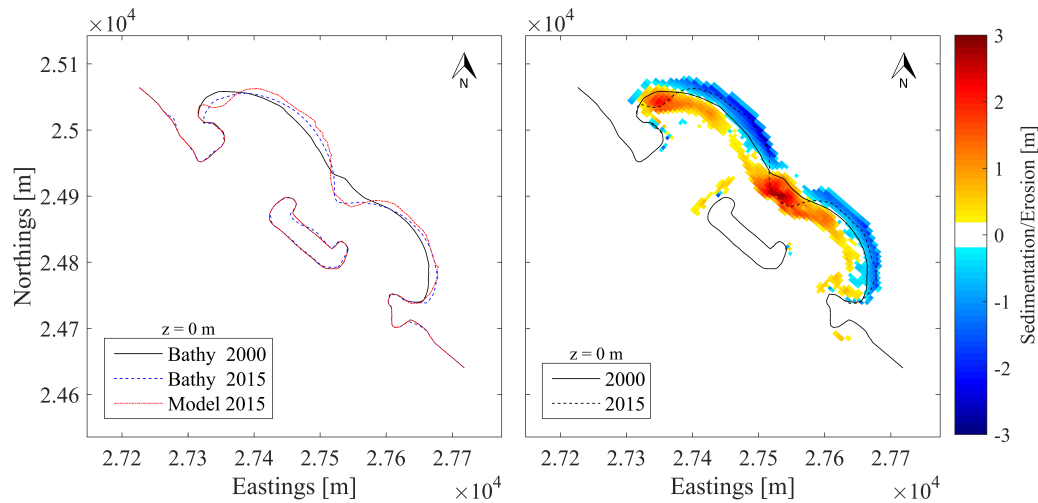 ×10⁴
×10⁴
2.51
2.5
2.49
2.48
2.47
2.46
Northings [m]
N
z = 0 m
Bathy 2000
Bathy 2015
Model 2015
2.72 2.73 2.74 2.75 2.76 2.77
Eastings [m]
×10⁴
N
z = 0 m
2000
2015
2.72 2.73 2.74 2.75 2.76 2.77
Eastings [m]
×10⁴
3
2
1
0
-1
-2
-3
Sedimentation/Erosion [m]